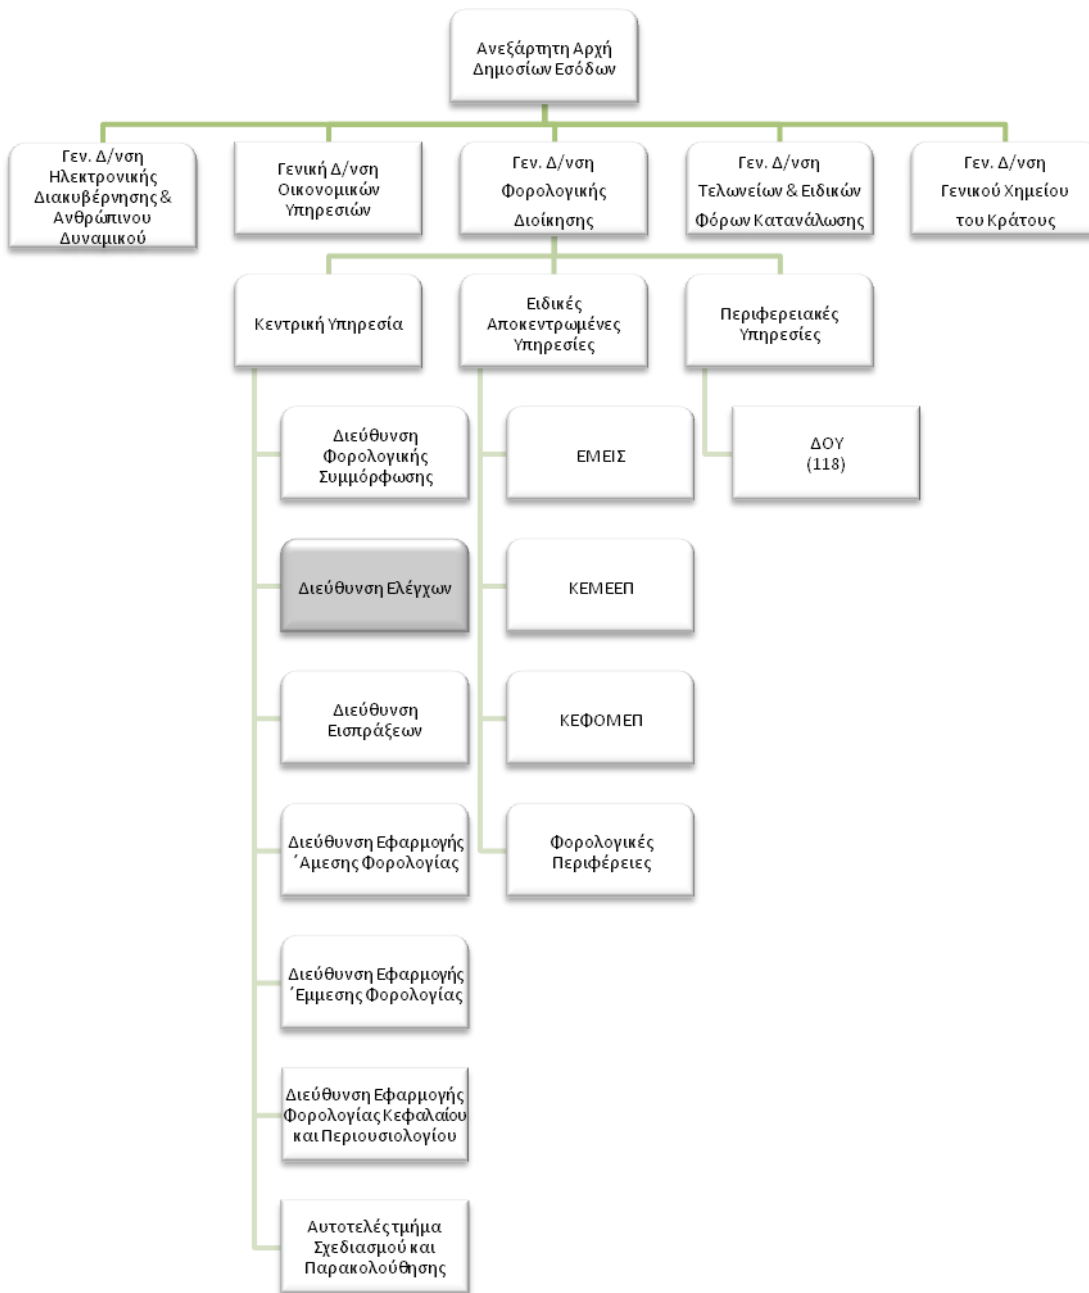 Ανεξάρτητη Αρχή
Δημοσίων Εσόδων
Γεν. Δ/νση
Ηλεκτρονικής
Διακυβέρνησης &
Ανθρώπινου
Δυναμικού
Γενική Δ/νση
Οικονομικών
Υπηρεσιών
Γεν. Δ/νση
Φορολογικής
Διοίκησης
Γεν. Δ/νση
Τελωνείων & Ειδικών
Φόρων Κατανάλωσης
Γεν. Δ/νση
Γενικού Χημείου
του Κράτους
Κεντρική Υπηρεσία
Ειδικές
Αποκεντρωμένες
Υπηρεσίες
Περιφερειακές
Υπηρεσίες
Διεύθυνση
Φορολογικής
Συμμόρφωσης
Διεύθυνση Ελέγχων
Διεύθυνση
Εισπράξεων
Διεύθυνση Εφαρμογής
΄Αμεσης Φορολογίας
Διεύθυνση Εφαρμογής
΄Εμμεσης Φορολογίας
Διεύθυνση Εφαρμογής
Φορολογίας Κεφαλαίου
και Περιουσιολογίου
Αυτοτελές τμήμα
Σχεδιασμού και
Παρακολούθησης
ΕΜΕΙΣ
ΚΕΜΕΕΠ
ΚΕΦΟΜΕΠ
Φορολογικές
Περιφέρειες
ΔΟΥ
(118)